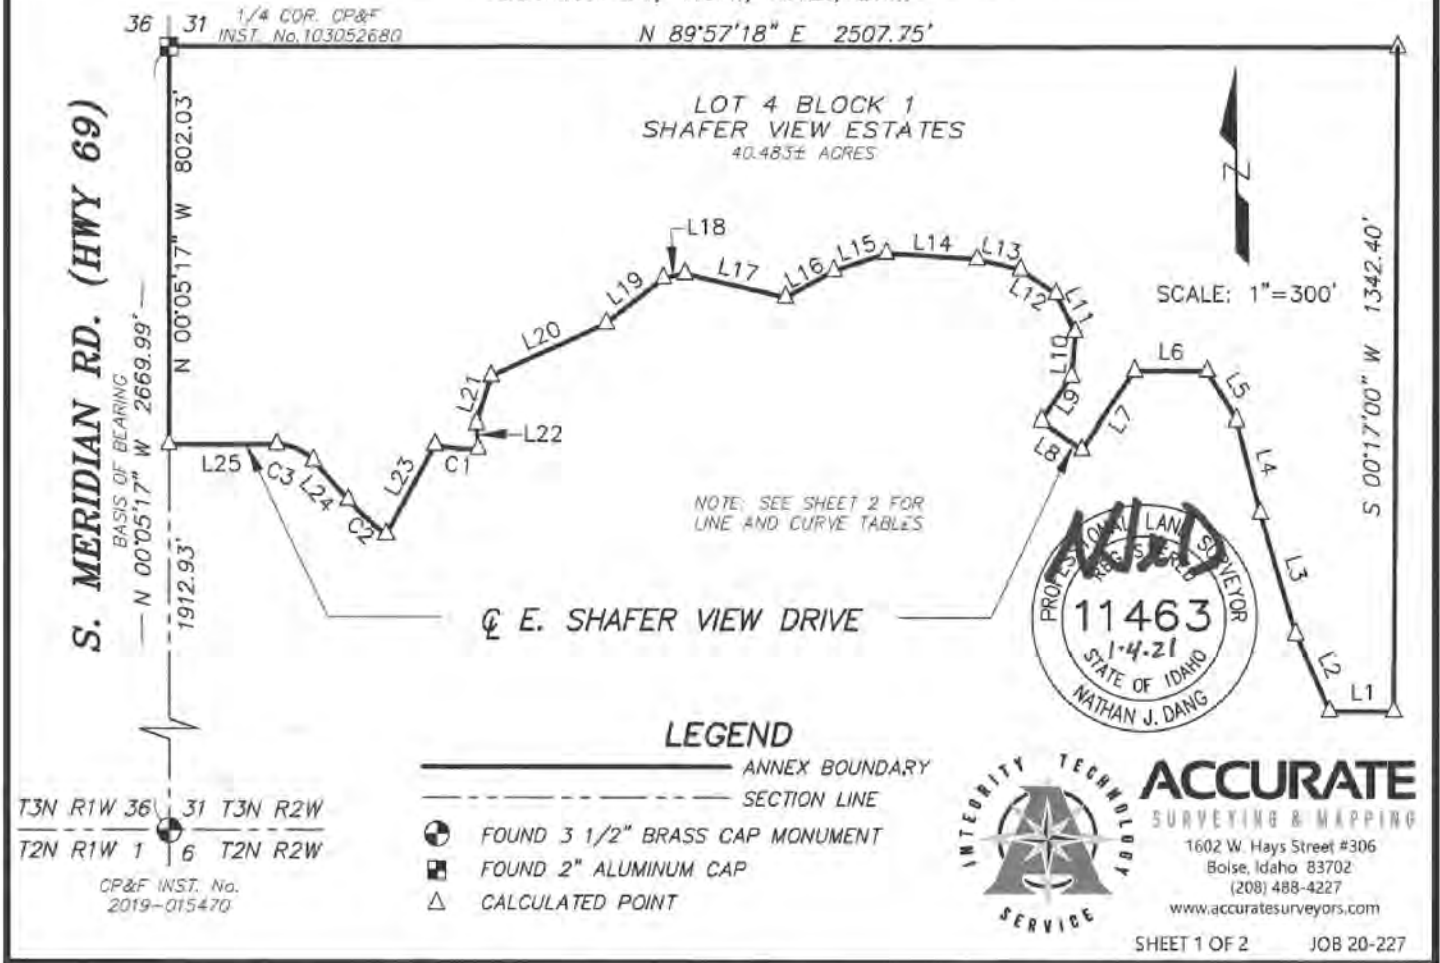 36 31
1/4 COR. CP&F
INST. No.103052680
N 89°57'18" E 2507.75'
LOT 4 BLOCK 1
SHAFER VIEW ESTATES
40.483± ACRES
S. MERIDIAN RD. (HWY 69)
BASIS OF BEARING
N 00°05'17" W 2669.99'
N 00°05'17" W 802.03'
1912.93'
Z
SCALE: 1"=300'
S 00°17'00" W 1342.40'
L18
L19
L17
L16
L15
L14
L13
L12
L11
L10
L9
L8
L7
L6
L5
L4
L3
L2
L1
L20
L21
L22
C1
L23
C2
L24
C3
L25
NOTE: SEE SHEET 2 FOR
LINE AND CURVE TABLES
℄ E. SHAFER VIEW DRIVE
PROFESSIONAL LAND SURVEYOR
REGISTERED
11463
1-4-21
STATE OF IDAHO
NATHAN J. DANG
LEGEND
ANNEX BOUNDARY
SECTION LINE
FOUND 3 1/2" BRASS CAP MONUMENT
FOUND 2" ALUMINUM CAP
CALCULATED POINT
T3N R1W 36 31 T3N R2W
T2N R1W 1 6 T2N R2W
CP&F INST. No.
2019-015470
INTEGRITY TECHNOLOGY
SERVICE
A
ACCURATE
SURVEYING & MAPPING
1602 W. Hays Street #306
Boise, Idaho 83702
(208) 488-4227
www.accuratesurveyors.com
SHEET 1 OF 2 JOB 20-227